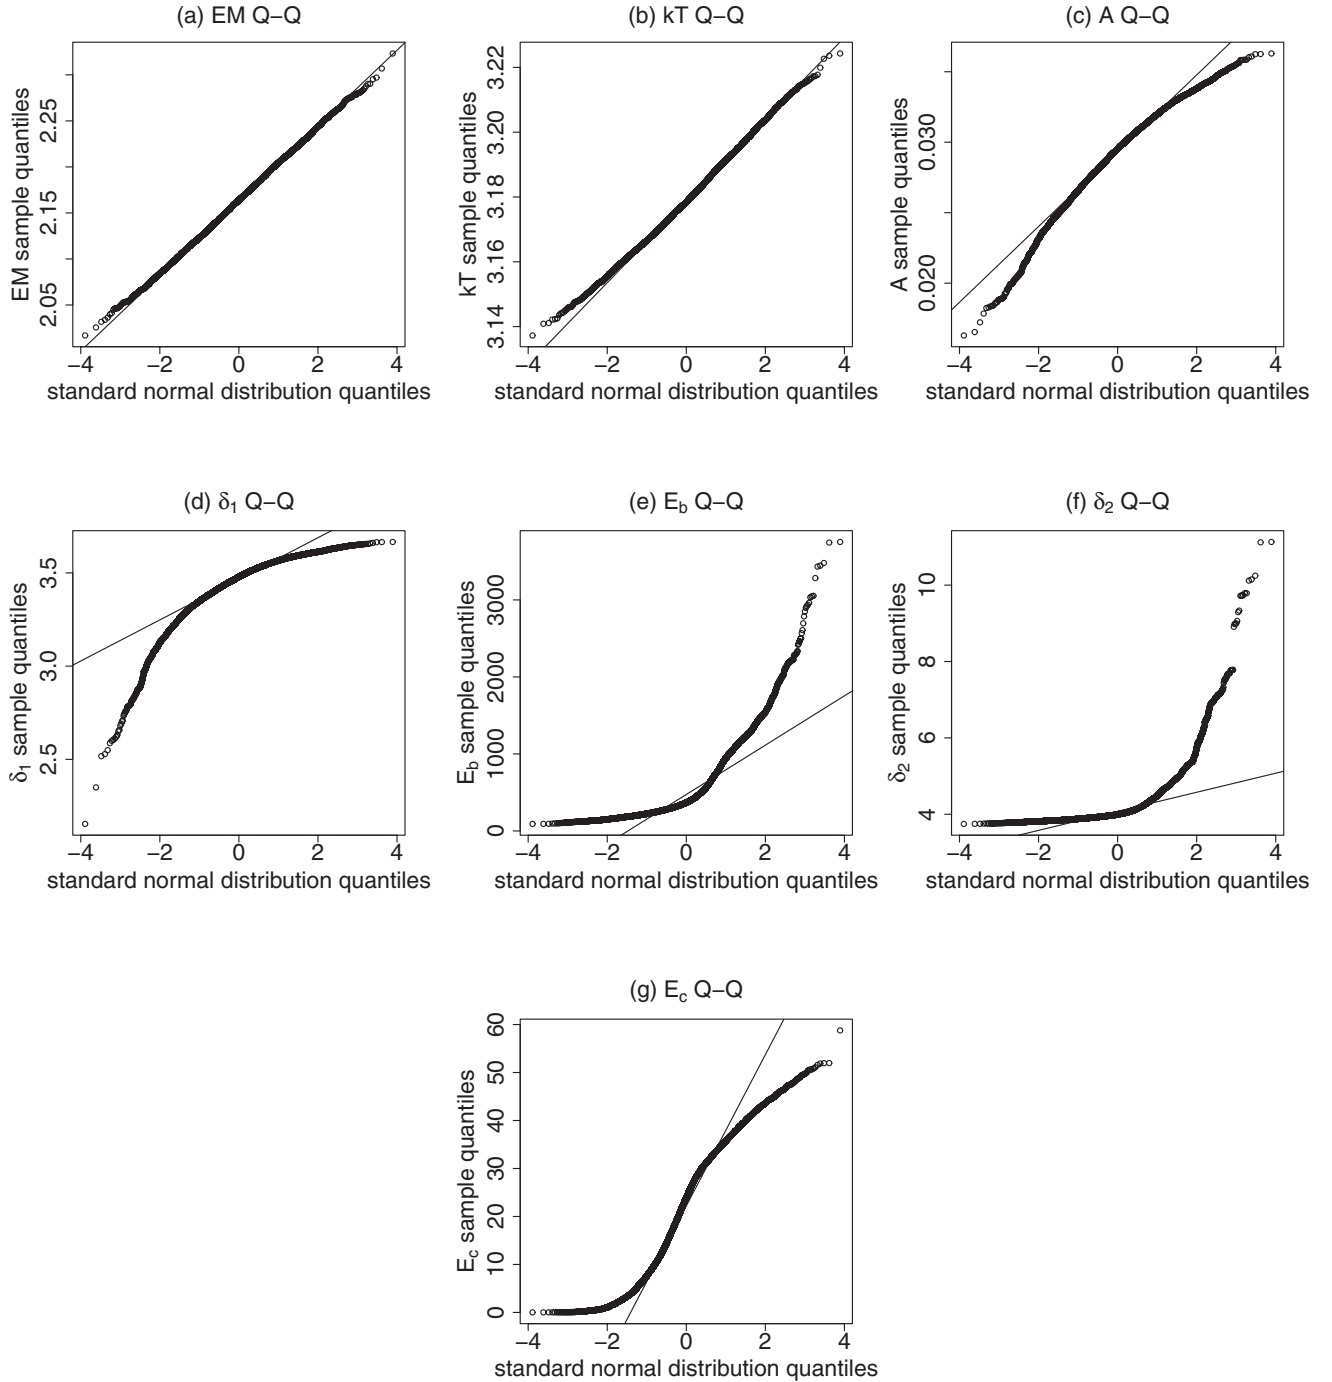 (a) EM Q−Q
(b) kT Q−Q
(c) A Q−Q
EM sample quantiles
2.05
2.15
2.25
−4 −2 0 2 4
standard normal distribution quantiles
kT sample quantiles
3.14 3.16 3.18 3.20 3.22
−4 −2 0 2 4
standard normal distribution quantiles
A sample quantiles
0.020
0.030
−4 −2 0 2 4
standard normal distribution quantiles
(d) δ1 Q−Q
(e) Eb Q−Q
(f) δ2 Q−Q
δ1 sample quantiles
2.5 3.0 3.5
−4 −2 0 2 4
standard normal distribution quantiles
Eb sample quantiles
0 1000 2000 3000
−4 −2 0 2 4
standard normal distribution quantiles
δ2 sample quantiles
4 6 8 10
−4 −2 0 2 4
standard normal distribution quantiles
(g) Ec Q−Q
Ec sample quantiles
0 10 20 30 40 50 60
−4 −2 0 2 4
standard normal distribution quantiles